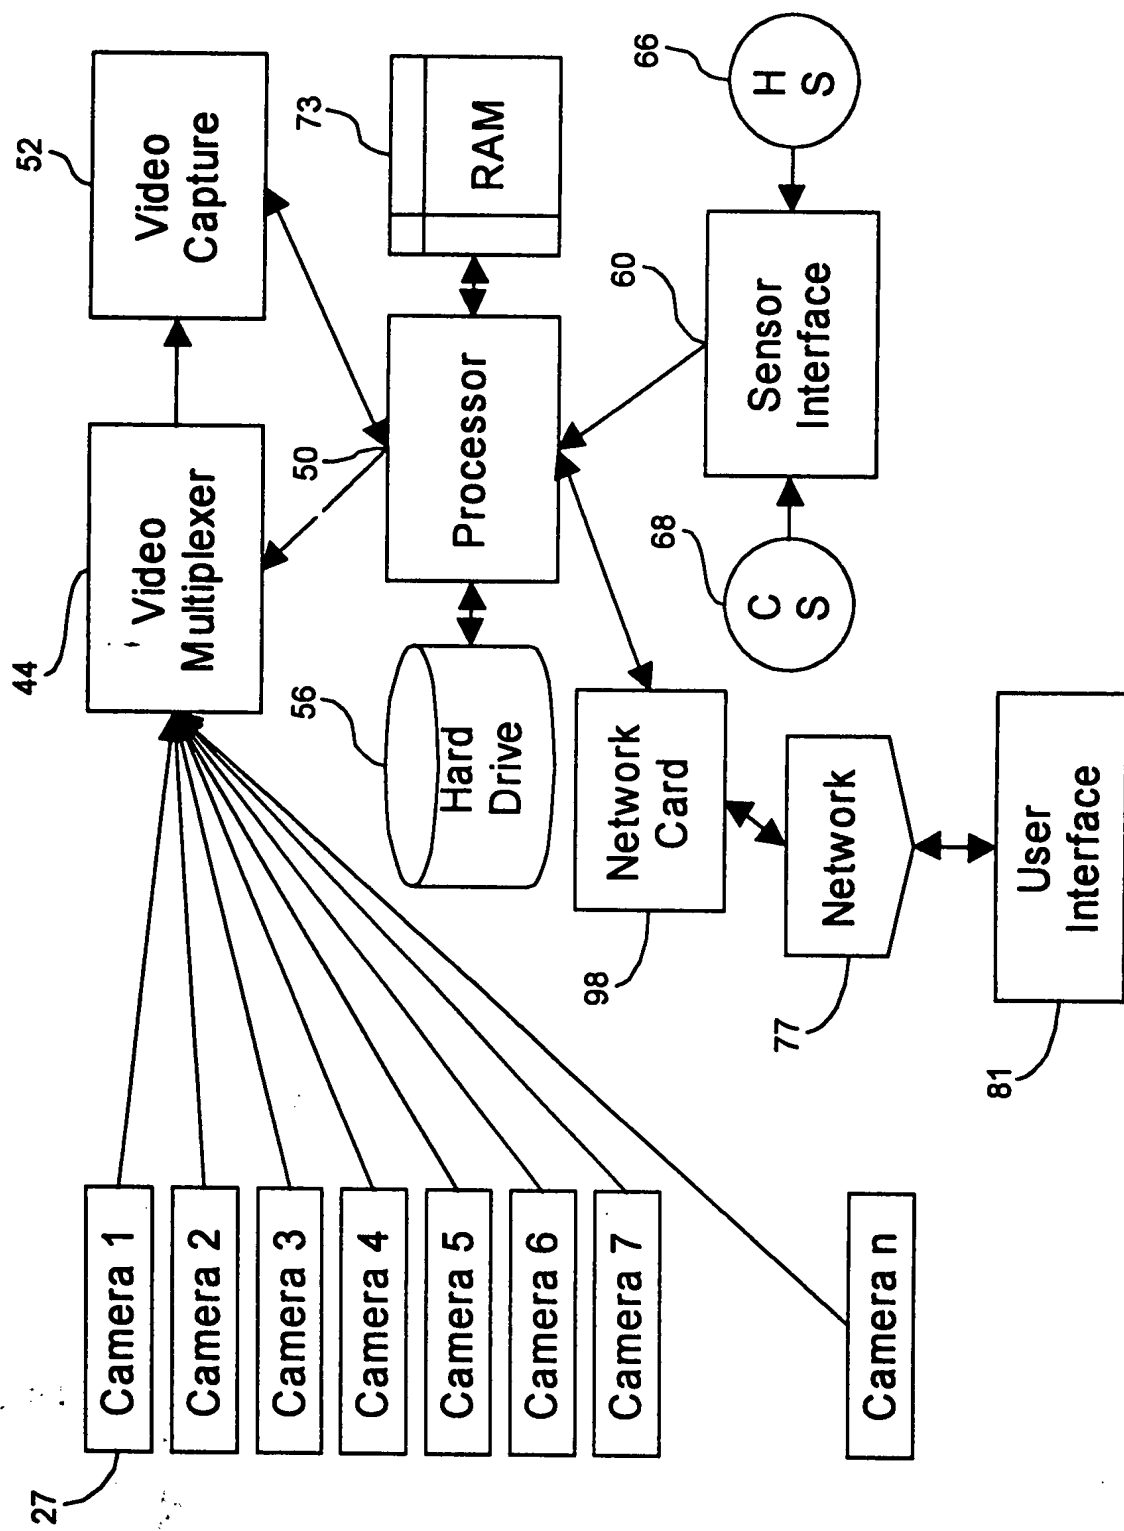 27
Camera 1
Camera 2
Camera 3
Camera 4
Camera 5
Camera 6
Camera 7
Camera n
44
Video
Multiplexer
52
Video
Capture
56
Hard
Drive
50
Processor
73
RAM
98
Network
Card
77
Network
81
User
Interface
68
C
S
60
Sensor
Interface
66
H
S